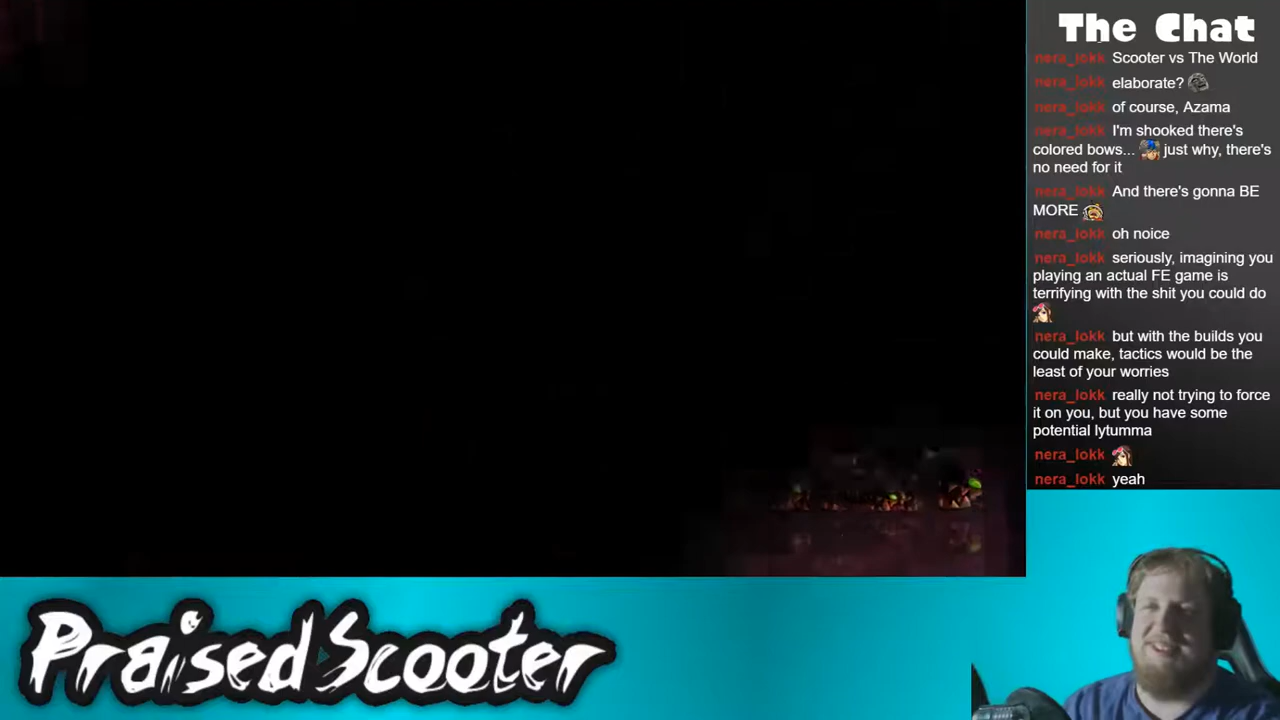 The Chat
nera_lokk Scooter vs The World
nera_lokk elaborate?
nera_lokk of course, Azama
nera_lokk I'm shooked there's
colored bows... just why, there's
no need for it
nera_lokk And there's gonna BE
MORE
nera_lokk oh noice
nera_lokk seriously, imagining you
playing an actual FE game is
terrifying with the shit you could do
nera_lokk but with the builds you
could make, tactics would be the
least of your worries
nera_lokk really not trying to force
it on you, but you have some
potential lytumma
nera_lokk
nera_lokk yeah
PraisedScooter